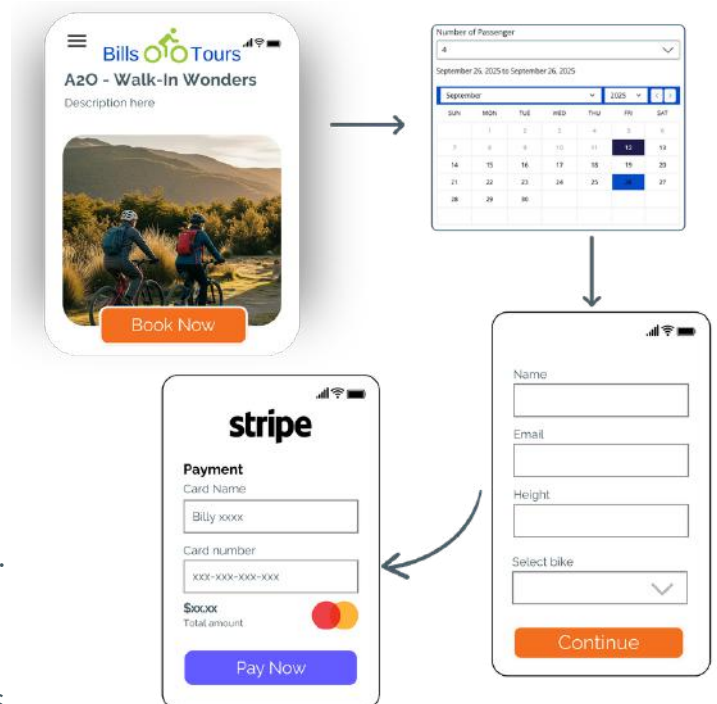 Bills Tours
A2O - Walk-In Wonders
Description here
Book Now
Number of Passenger
4
September 26, 2025 to September 26, 2025
September 2025
SUN MON TUE WED THU FRI SAT
1 2 3 4 5 6
7 8 9 10 11 12 13
14 15 16 17 18 19 20
21 22 23 24 25 26 27
28 29 30
Name
Email
Height
Select bike
Continue
stripe
Payment
Card Name
Billy xxxx
Card number
xxx-xxx-xxx-xxx
$xx.xx
Total amount
Pay Now